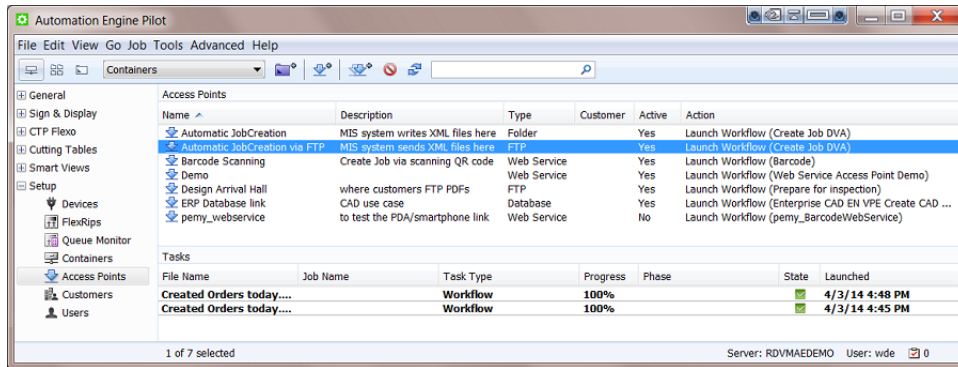 Automation Engine Pilot
File Edit View Go Job Tools Advanced Help
Containers
General
Sign & Display
CTP Flexo
Cutting Tables
Smart Views
Setup
Devices
FlexRips
Queue Monitor
Containers
Access Points
Customers
Users
Access Points
Name Description Type Customer Active Action
Automatic JobCreation MIS system writes XML files here Folder Yes Launch Workflow (Create Job DVA)
Automatic JobCreation via FTP MIS system sends XML files here FTP Yes Launch Workflow (Create Job DVA)
Barcode Scanning Create Job via scanning QR code Web Service Yes Launch Workflow (Barcode)
Demo Web Service Yes Launch Workflow (Web Service Access Point Demo)
Design Arrival Hall where customers FTP PDFs FTP Yes Launch Workflow (Prepare for inspection)
ERP Database link CAD use case Database Yes Launch Workflow (Enterprise CAD EN VPE Create CAD ...
pemy_webservice to test the PDA/smartphone link Web Service No Launch Workflow (pemy_BarcodeWebService)
Tasks
File Name Job Name Task Type Progress Phase State Launched
Created Orders today.... Workflow 100% 4/3/14 4:48 PM
Created Orders today.... Workflow 100% 4/3/14 4:45 PM
1 of 7 selected
Server: RDVMAEDEMO User: wde 0